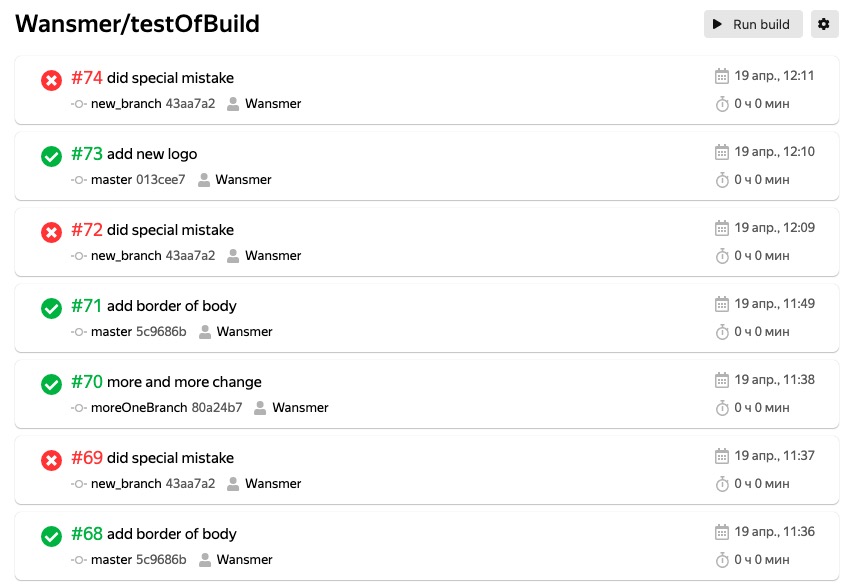 Wansmer/testOfBuild
Run build
#74 did special mistake
19 апр., 12:11
new_branch 43aa7a2 Wansmer
0 ч 0 мин
#73 add new logo
19 апр., 12:10
master 013cee7 Wansmer
0 ч 0 мин
#72 did special mistake
19 апр., 12:09
new_branch 43aa7a2 Wansmer
0 ч 0 мин
#71 add border of body
19 апр., 11:49
master 5c9686b Wansmer
0 ч 0 мин
#70 more and more change
19 апр., 11:38
moreOneBranch 80a24b7 Wansmer
0 ч 0 мин
#69 did special mistake
19 апр., 11:37
new_branch 43aa7a2 Wansmer
0 ч 0 мин
#68 add border of body
19 апр., 11:36
master 5c9686b Wansmer
0 ч 0 мин